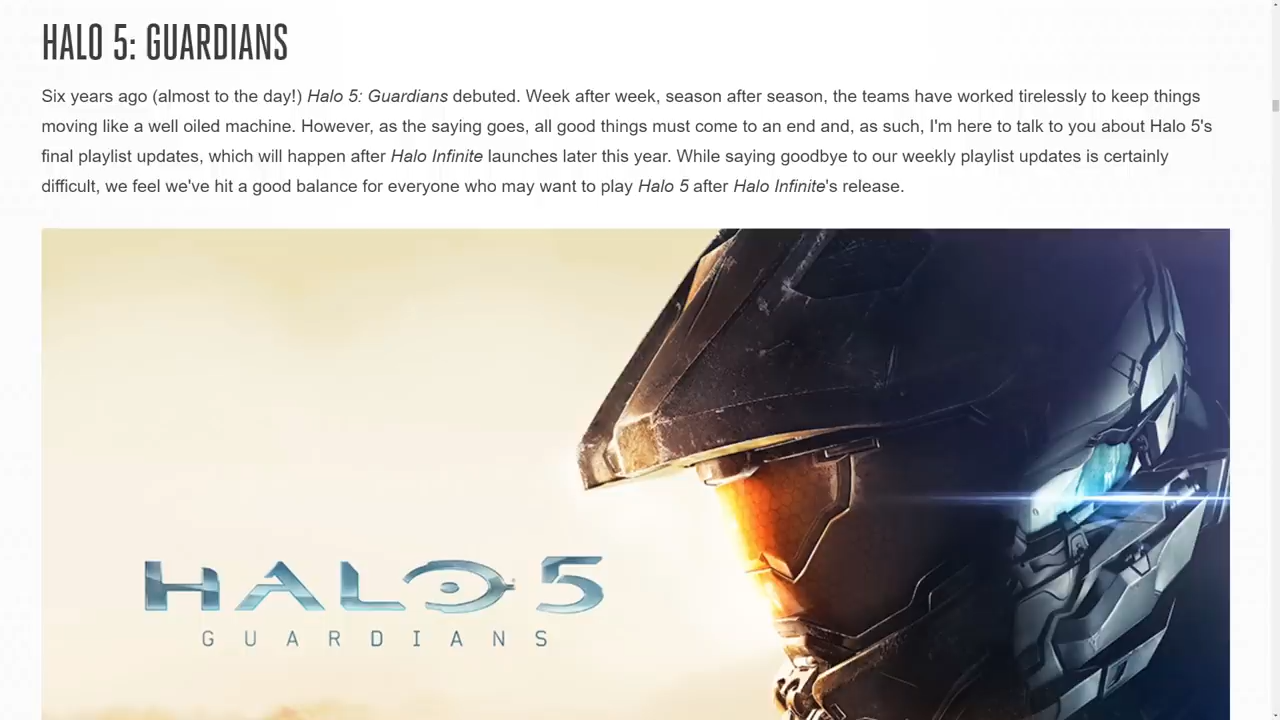 HALO 5: GUARDIANS
Six years ago (almost to the day!) Halo 5: Guardians debuted. Week after week, season after season, the teams have worked tirelessly to keep things
moving like a well oiled machine. However, as the saying goes, all good things must come to an end and, as such, I'm here to talk to you about Halo 5's
final playlist updates, which will happen after Halo Infinite launches later this year. While saying goodbye to our weekly playlist updates is certainly
difficult, we feel we've hit a good balance for everyone who may want to play Halo 5 after Halo Infinite's release.
HALO 5
GUARDIANS